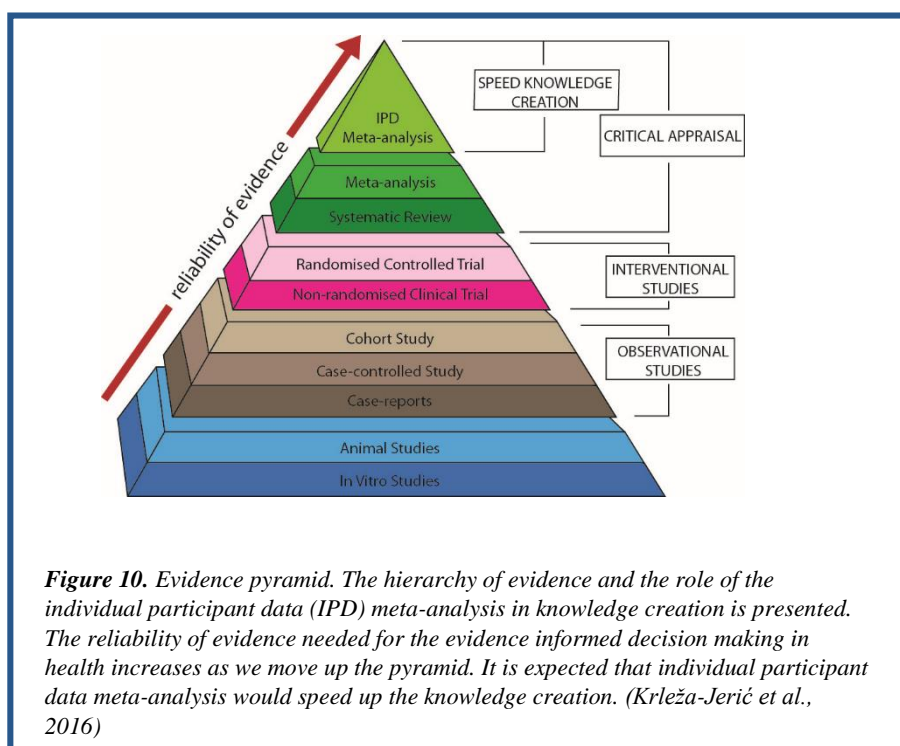 reliability of evidence
SPEED KNOWLEDGE
CREATION
IPD
Meta-analysis
CRITICAL APPRAISAL
Meta-analysis
Systematic Review
Randomised Controlled Trial
INTERVENTIONAL
STUDIES
Non-randomised Clinical Trial
Cohort Study
OBSERVATIONAL
STUDIES
Case-controlled Study
Case-reports
Animal Studies
In Vitro Studies
Figure 10. Evidence pyramid. The hierarchy of evidence and the role of the
individual participant data (IPD) meta-analysis in knowledge creation is presented.
The reliability of evidence needed for the evidence informed decision making in
health increases as we move up the pyramid. It is expected that individual participant
data meta-analysis would speed up the knowledge creation. (Krleža-Jerić et al.,
2016)